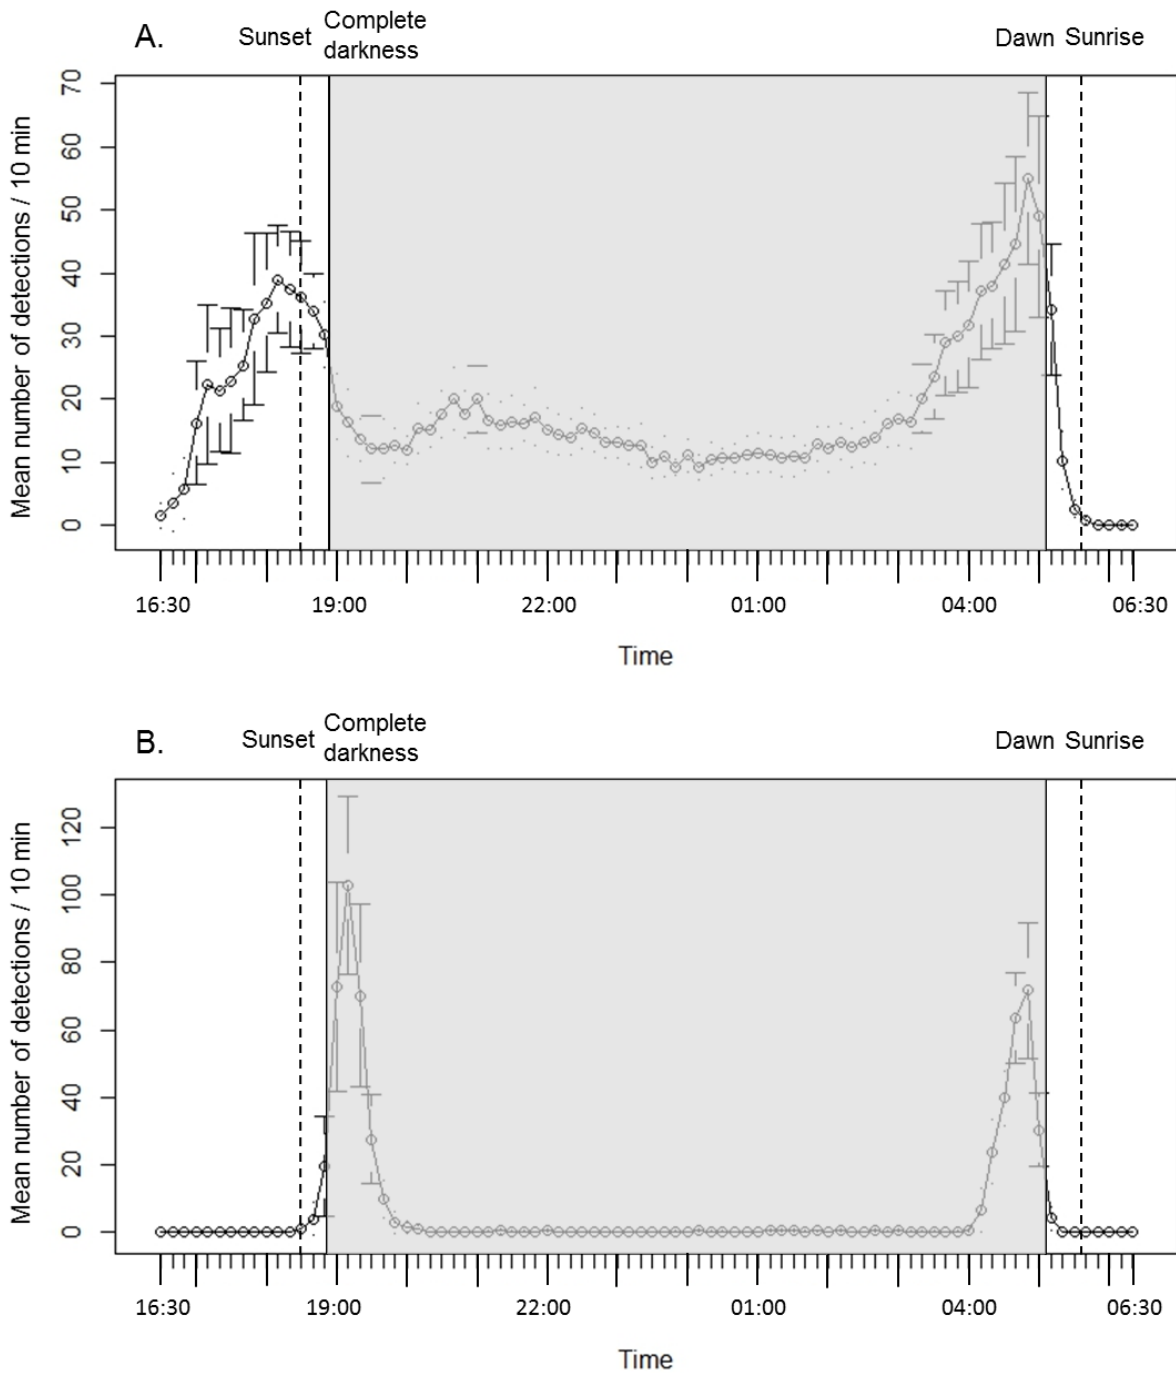 A.
Sunset
Complete
darkness
Dawn
Sunrise
Mean number of detections / 10 min
70
60
50
40
30
20
10
0
16:30
19:00
22:00
01:00
04:00
06:30
Time
B.
Sunset
Complete
darkness
Dawn
Sunrise
Mean number of detections / 10 min
120
100
80
60
40
20
0
16:30
19:00
22:00
01:00
04:00
06:30
Time